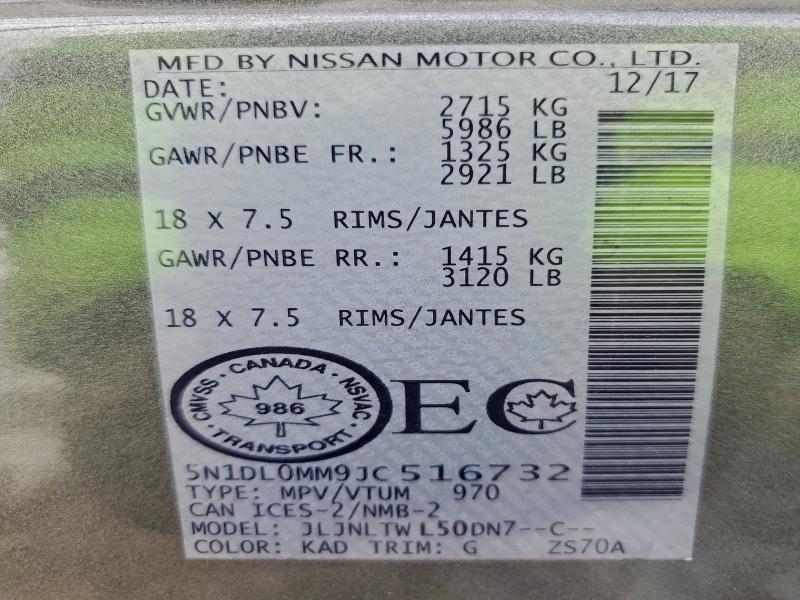 MFD BY NISSAN MOTOR CO., LTD.
DATE: 12/17
GVWR/PNBV: 2715 KG
5986 LB
GAWR/PNBE FR.: 1325 KG
2921 LB
18 X 7.5 RIMS/JANTES
GAWR/PNBE RR.: 1415 KG
3120 LB
18 X 7.5 RIMS/JANTES
CMVSS · CANADA · NSVAC
986
· TRANSPORT ·
EC
5N1DL0MM9JC516732
TYPE: MPV/VTUM 970
CAN ICES-2/NMB-2
MODEL: JLJNLTWL50DN7--C--
COLOR: KAD TRIM: G ZS70A